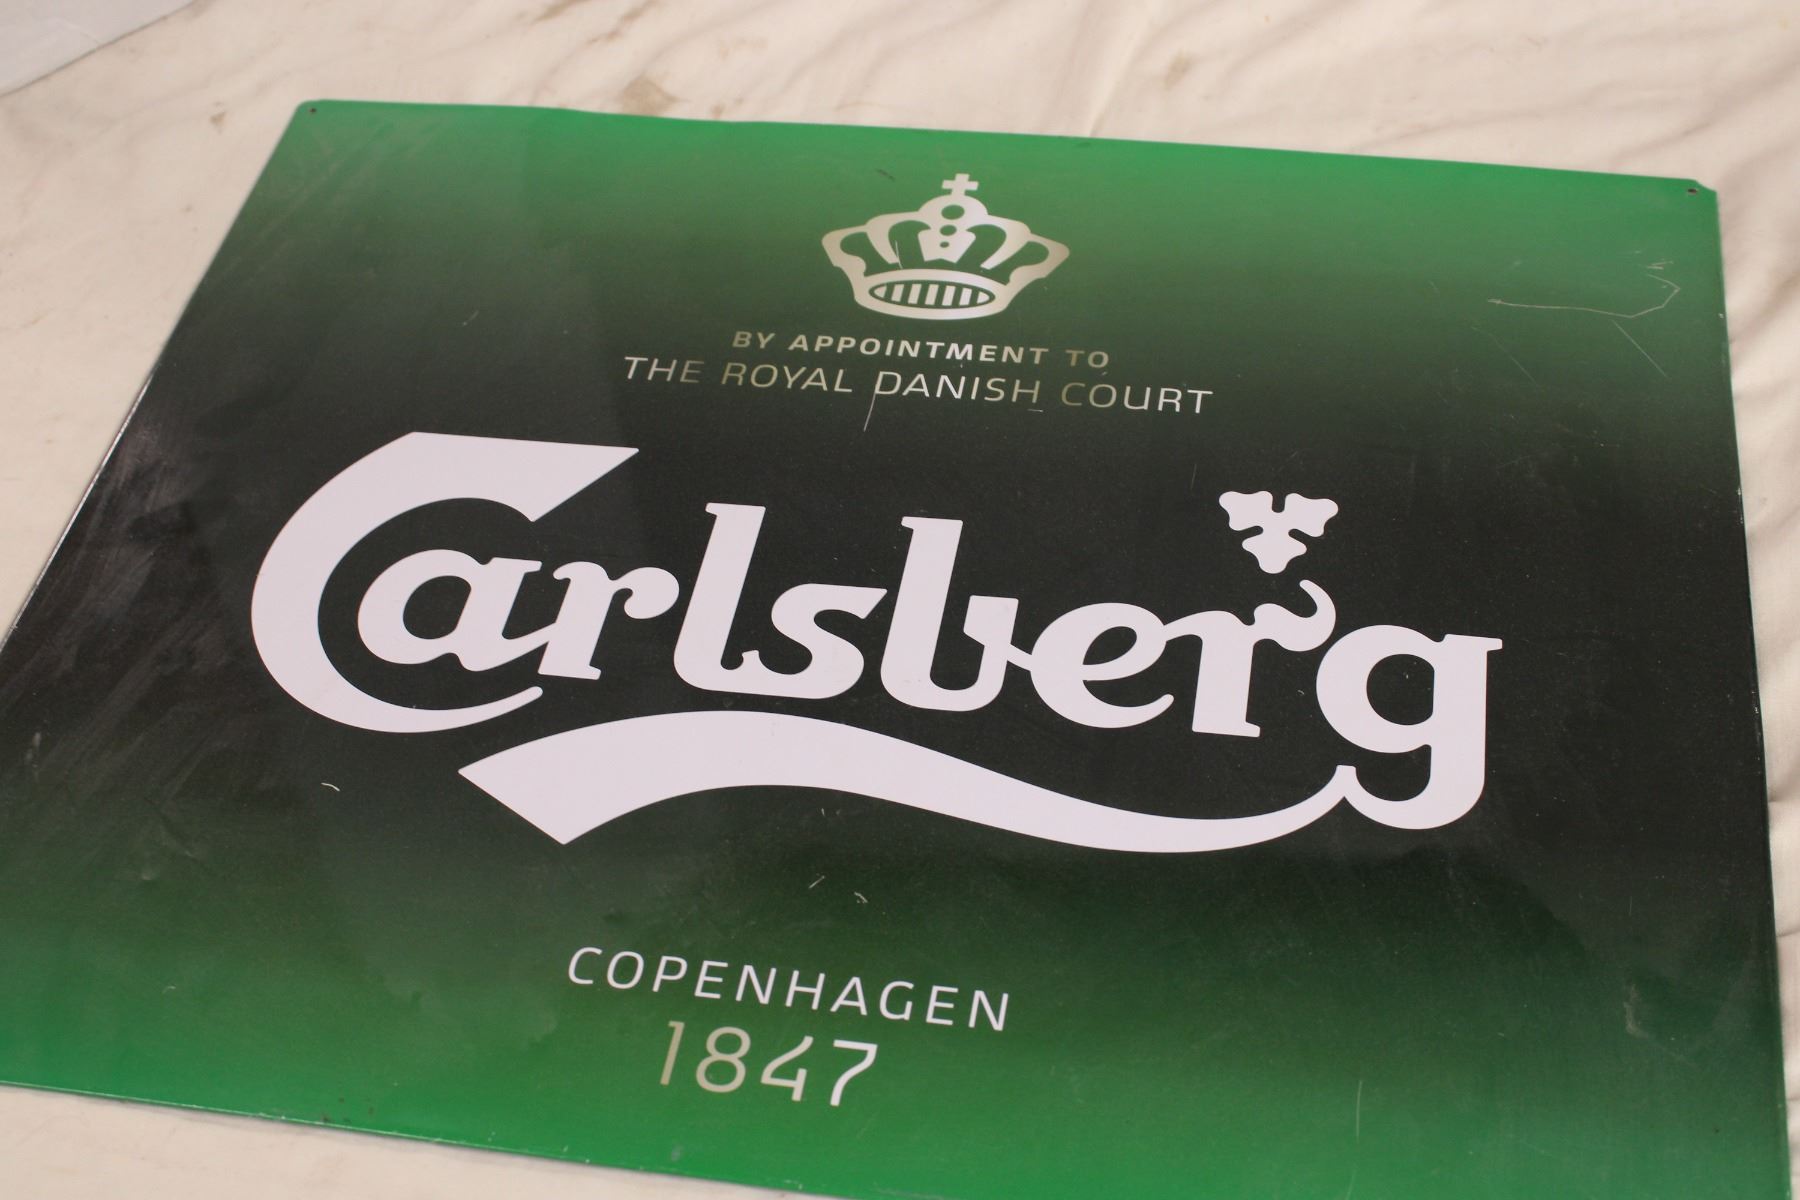 BY APPOINTMENT TO
THE ROYAL DANISH COURT
Carlsberg
COPENHAGEN
1847